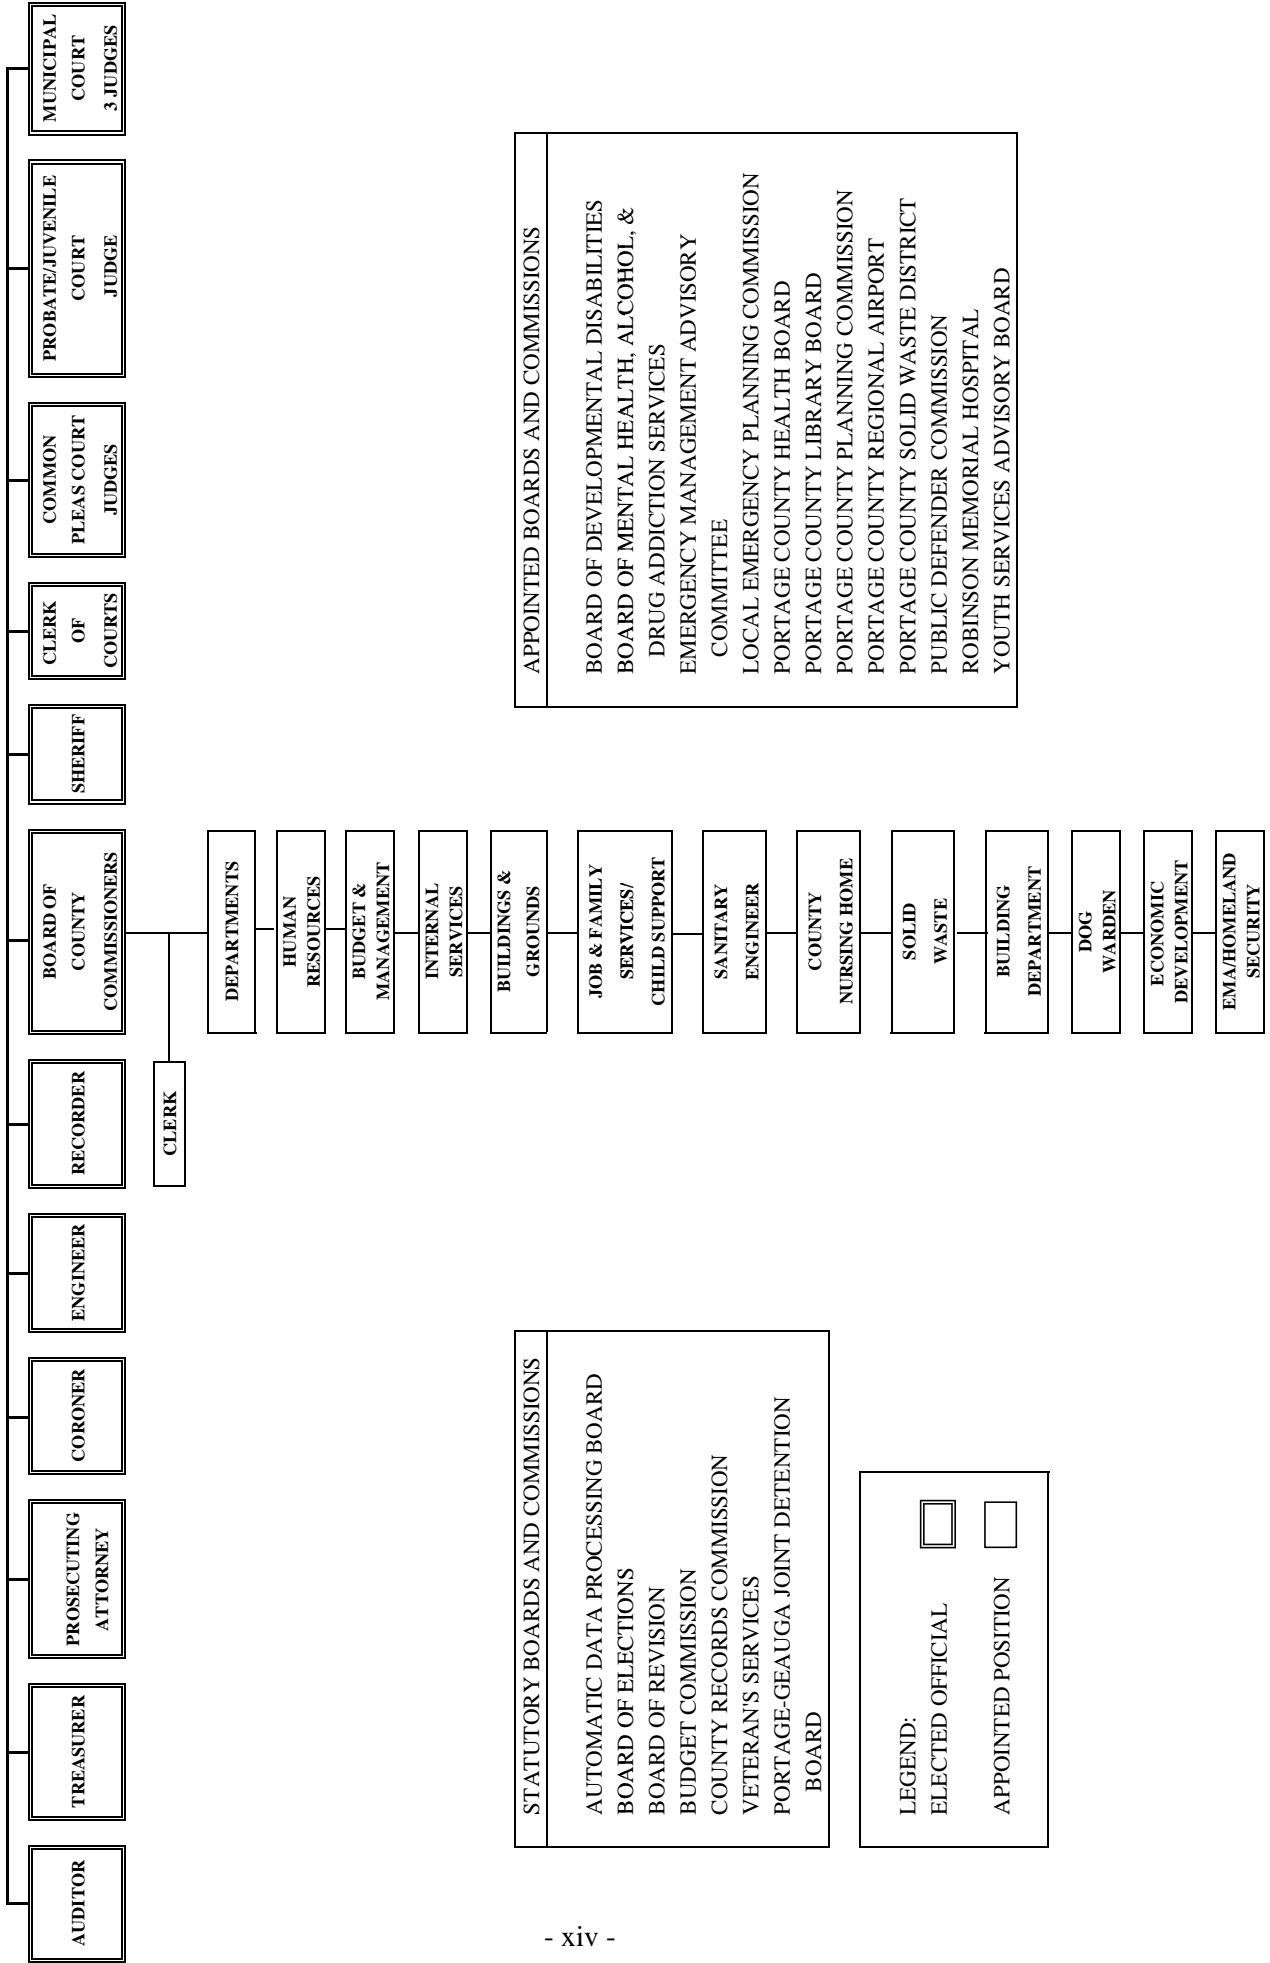 AUDITOR
TREASURER
PROSECUTING
ATTORNEY
CORONER
ENGINEER
RECORDER
BOARD OF
COUNTY
COMMISSIONERS
SHERIFF
CLERK
OF
COURTS
COMMON
PLEAS COURT
JUDGES
PROBATE/JUVENILE
COURT
JUDGE
MUNICIPAL
COURT
3 JUDGES
CLERK
DEPARTMENTS
HUMAN
RESOURCES
BUDGET &
MANAGEMENT
INTERNAL
SERVICES
BUILDINGS &
GROUNDS
JOB & FAMILY
SERVICES/
CHILD SUPPORT
SANITARY
ENGINEER
COUNTY
NURSING HOME
SOLID
WASTE
BUILDING
DEPARTMENT
DOG
WARDEN
ECONOMIC
DEVELOPMENT
EMA/HOMELAND
SECURITY
STATUTORY BOARDS AND COMMISSIONS
AUTOMATIC DATA PROCESSING BOARD
BOARD OF ELECTIONS
BOARD OF REVISION
BUDGET COMMISSION
COUNTY RECORDS COMMISSION
VETERAN'S SERVICES
PORTAGE-GEAUGA JOINT DETENTION
BOARD
LEGEND:
ELECTED OFFICIAL
APPOINTED POSITION
APPOINTED BOARDS AND COMMISSIONS
BOARD OF DEVELOPMENTAL DISABILITIES
BOARD OF MENTAL HEALTH, ALCOHOL, &
DRUG ADDICTION SERVICES
EMERGENCY MANAGEMENT ADVISORY
COMMITTEE
LOCAL EMERGENCY PLANNING COMMISSION
PORTAGE COUNTY HEALTH BOARD
PORTAGE COUNTY LIBRARY BOARD
PORTAGE COUNTY PLANNING COMMISSION
PORTAGE COUNTY REGIONAL AIRPORT
PORTAGE COUNTY SOLID WASTE DISTRICT
PUBLIC DEFENDER COMMISSION
ROBINSON MEMORIAL HOSPITAL
YOUTH SERVICES ADVISORY BOARD
- xiv -